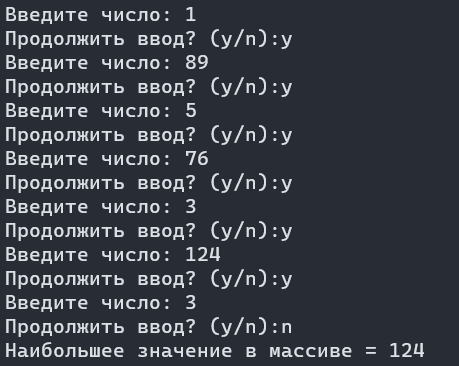 Введите число: 1
Продолжить ввод? (y/n):y
Введите число: 89
Продолжить ввод? (y/n):y
Введите число: 5
Продолжить ввод? (y/n):y
Введите число: 76
Продолжить ввод? (y/n):y
Введите число: 3
Продолжить ввод? (y/n):y
Введите число: 124
Продолжить ввод? (y/n):y
Введите число: 3
Продолжить ввод? (y/n):n
Наибольшее значение в массиве = 124